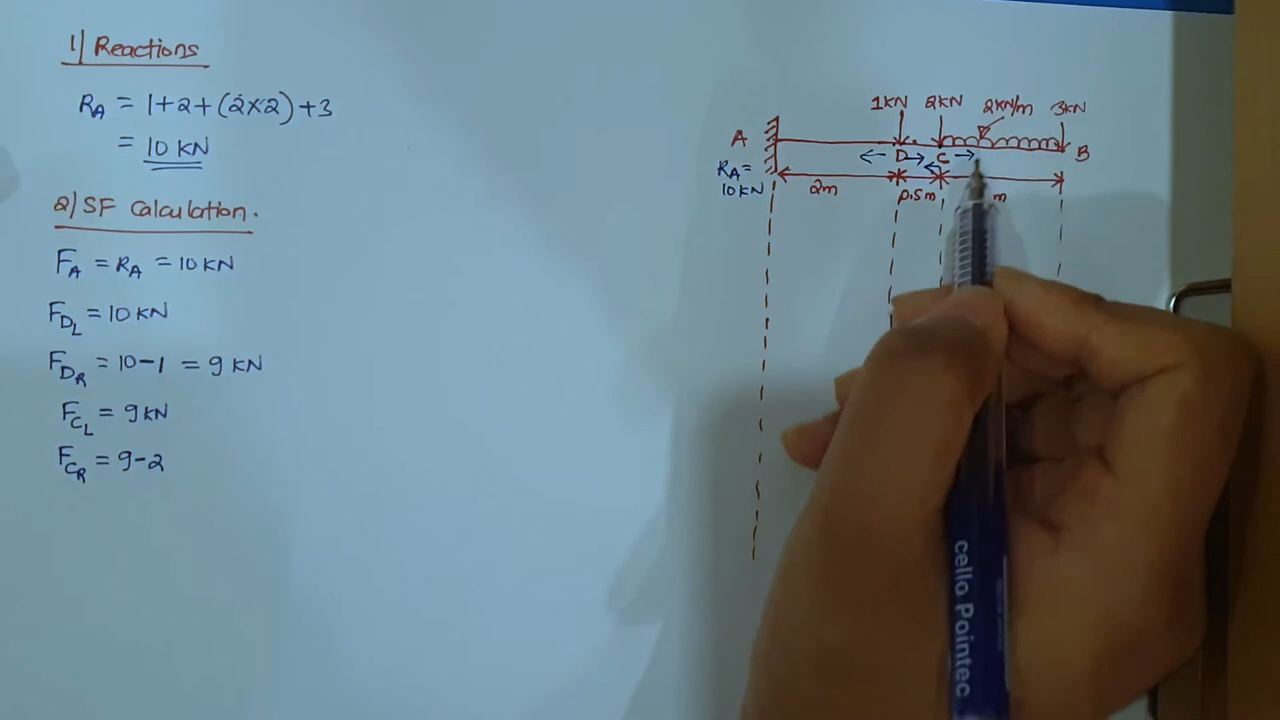 1) Reactions
RA = 1+2+(2×2)+3
= 10 KN
2) SF Calculation.
FA = RA = 10 KN
FDL = 10 KN
FDR = 10-1 = 9 KN
FCL = 9 KN
FCR = 9-2
1KN 2KN 2KN/m 3KN
A
D C B
RA =
10 KN
2m 0.5m m
cello Pointec